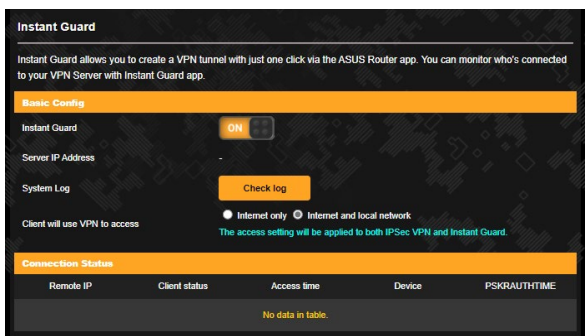 Instant Guard
Instant Guard allows you to create a VPN tunnel with just one click via the ASUS Router app. You can monitor who's connected
to your VPN Server with Instant Guard app.
Basic Config
Instant Guard
ON
Server IP Address
-
System Log
Check log
Client will use VPN to access
Internet only Internet and local network
The access setting will be applied to both IPSec VPN and Instant Guard.
Connection Status
Remote IP Client status Access time Device PSKRAUTHTIME
No data in table.